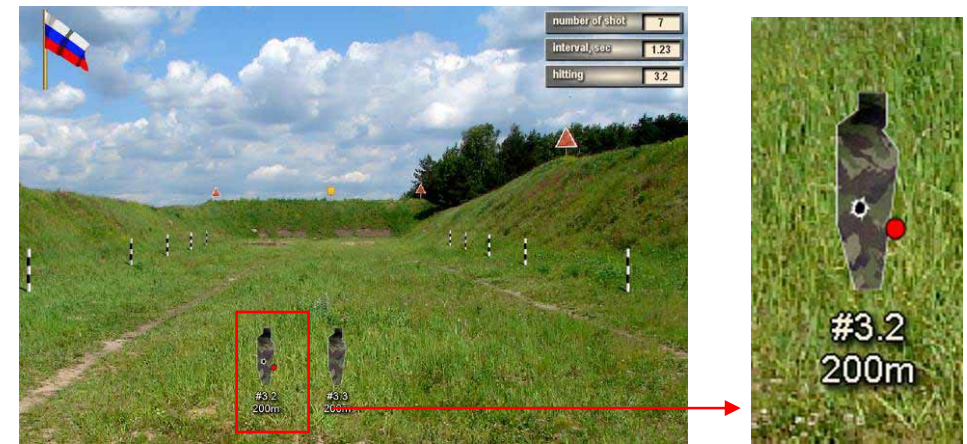 number of shot 7
interval, sec 1.23
hitting 3.2
#3.2
200m
#3.3
200m
#3.2
200m